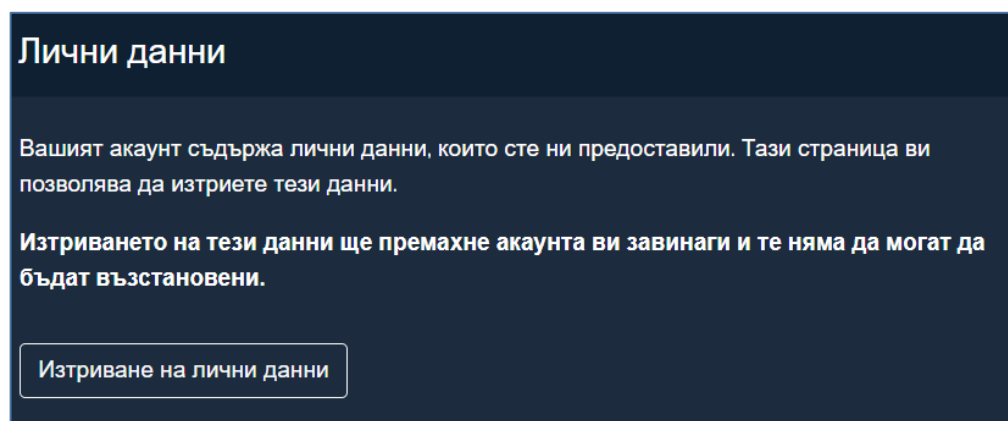 Лични данни
Вашият акаунт съдържа лични данни, които сте ни предоставили. Тази страница ви
позволява да изтриете тези данни.
Изтриването на тези данни ще премахне акаунта ви завинаги и те няма да могат да
бъдат възстановени.
Изтриване на лични данни